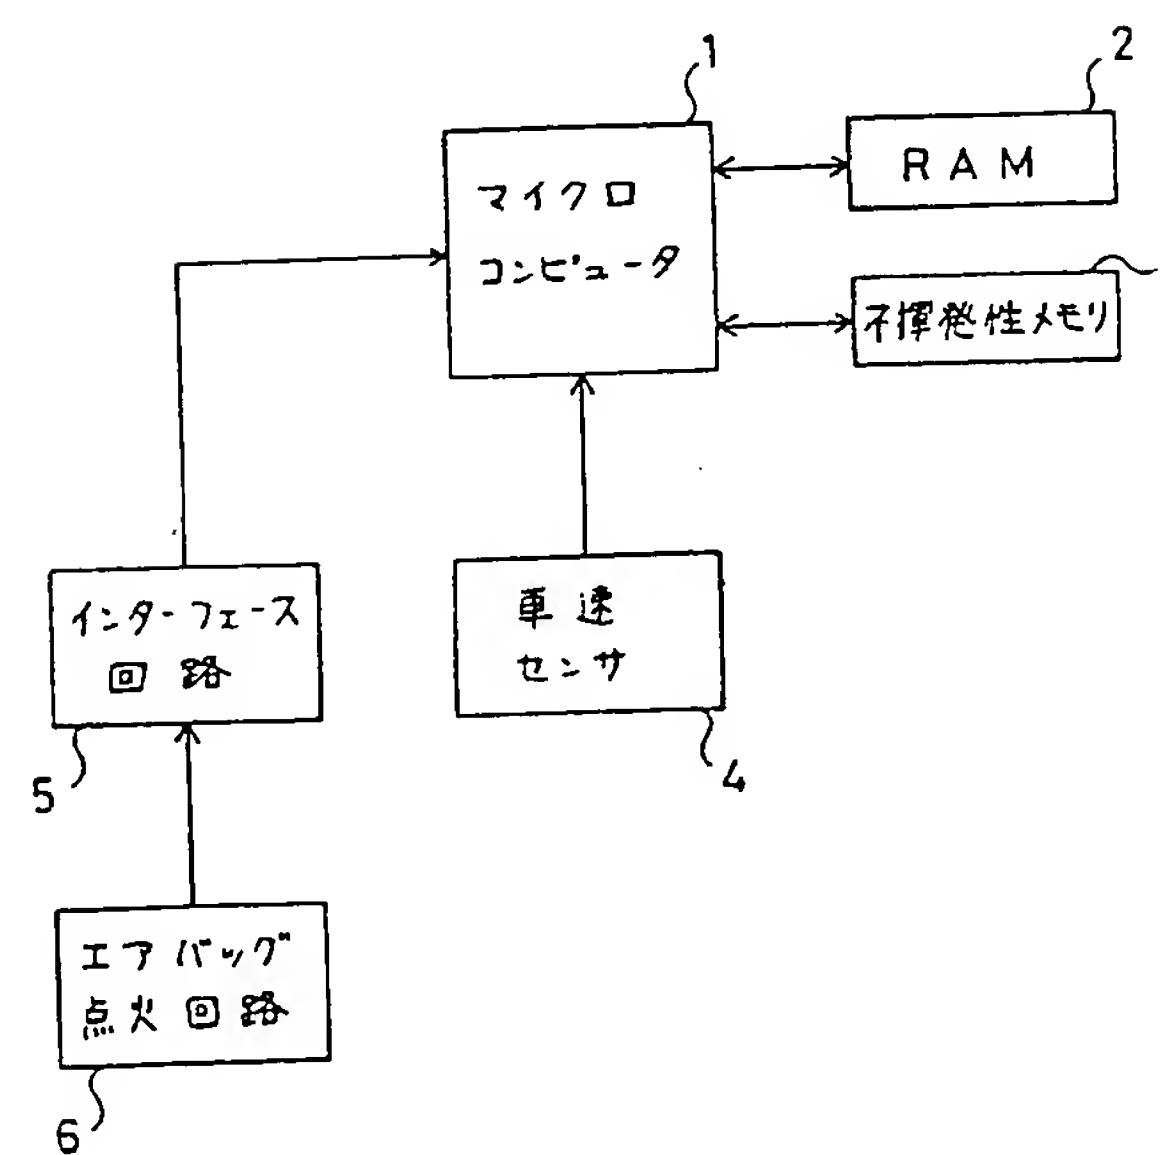 1
2
マイクロ
コンピュータ
RAM
不揮発性メモリ
インターフェース
回路
車速
センサ
5
4
エアバッグ
点火回路
6